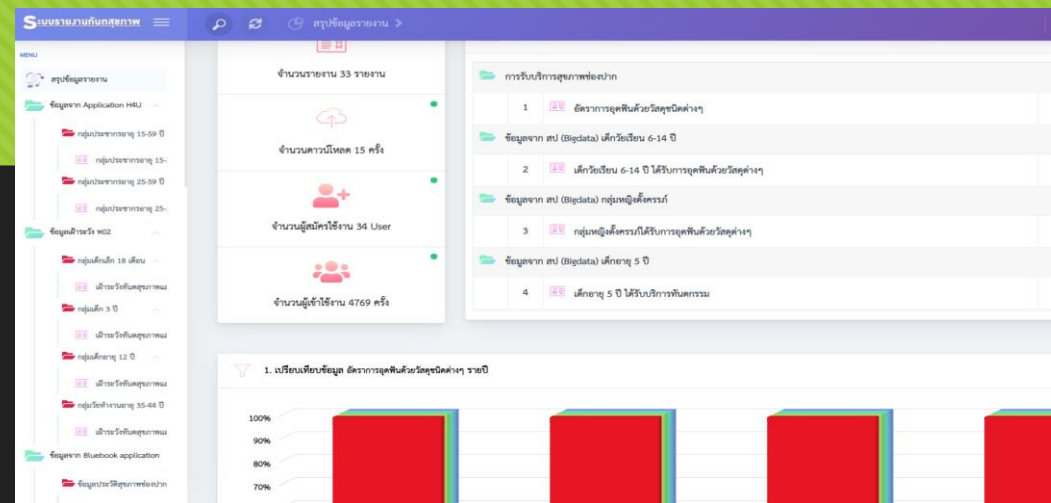 ระบบรายงานทันตสุขภาพ
สรุปข้อมูลรายงาน
MENU
สรุปข้อมูลรายงาน
ข้อมูลจาก Application H4U
กลุ่มประชากรอายุ 15-59 ปี
กลุ่มประชากรอายุ 15-
กลุ่มประชากรอายุ 25-59 ปี
กลุ่มประชากรอายุ 25-
ข้อมูลเฝ้าระวัง ท02
กลุ่มเด็กเล็ก 18 เดือน
เฝ้าระวังทันตสุขภาพแ
กลุ่มเด็ก 3 ปี
เฝ้าระวังทันตสุขภาพแ
กลุ่มเด็กอายุ 12 ปี
เฝ้าระวังทันตสุขภาพแ
กลุ่มวัยทำงานอายุ 35-44 ปี
เฝ้าระวังทันตสุขภาพแ
ข้อมูลจาก Bluebook application
ข้อมูลประวัติสุขภาพช่องปาก
จำนวนรายงาน 33 รายงาน
จำนวนดาวน์โหลด 15 ครั้ง
จำนวนผู้สมัครใช้งาน 34 User
จำนวนผู้เข้าใช้งาน 4769 ครั้ง
การรับบริการสุขภาพช่องปาก
1 อัตราการอุดฟันด้วยวัสดุชนิดต่างๆ
ข้อมูลจาก สป (Bigdata) เด็กวัยเรียน 6-14 ปี
2 เด็กวัยเรียน 6-14 ปี ได้รับการอุดฟันด้วยวัสดุต่างๆ
ข้อมูลจาก สป (Bigdata) กลุ่มหญิงตั้งครรภ์
3 กลุ่มหญิงตั้งครรภ์ได้รับการอุดฟันด้วยวัสดุต่างๆ
ข้อมูลจาก สป (Bigdata) เด็กอายุ 5 ปี
4 เด็กอายุ 5 ปี ได้รับบริการทันตกรรม
1. เปรียบเทียบข้อมูล อัตราการอุดฟันด้วยวัสดุชนิดต่างๆ รายปี
100%
90%
80%
70%